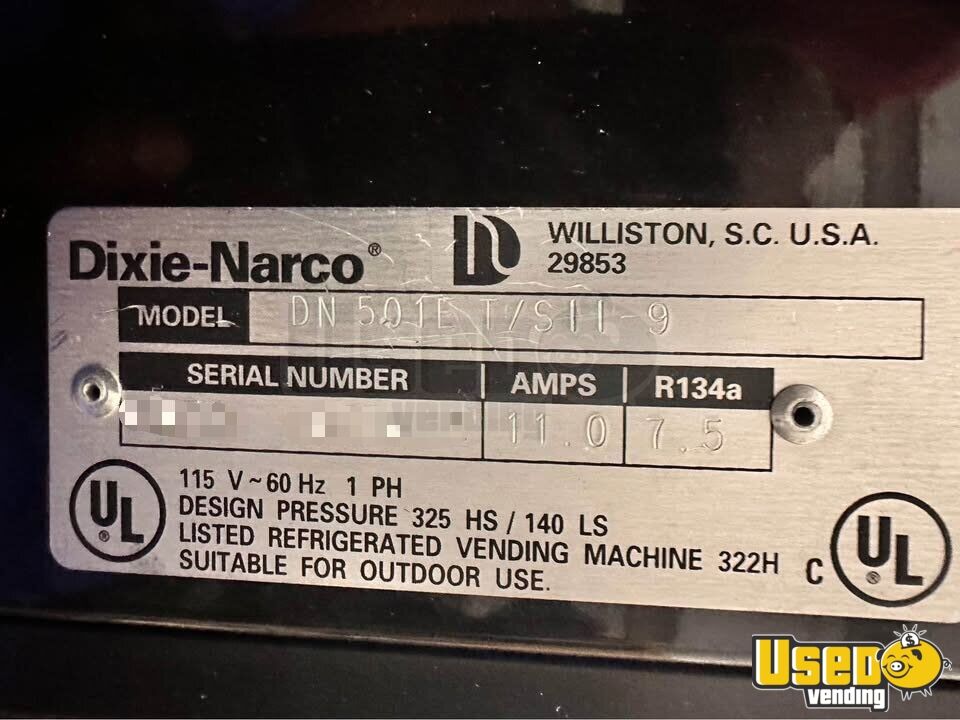 Dixie-Narco®
WILLISTON, S.C. U.S.A.
29853
MODEL DN 501E T/SII-9
SERIAL NUMBER AMPS R134a
11.0 7.5
UL®
115 V~60 Hz 1 PH
DESIGN PRESSURE 325 HS / 140 LS
LISTED REFRIGERATED VENDING MACHINE 322H
SUITABLE FOR OUTDOOR USE.
C UL®
USED
vending